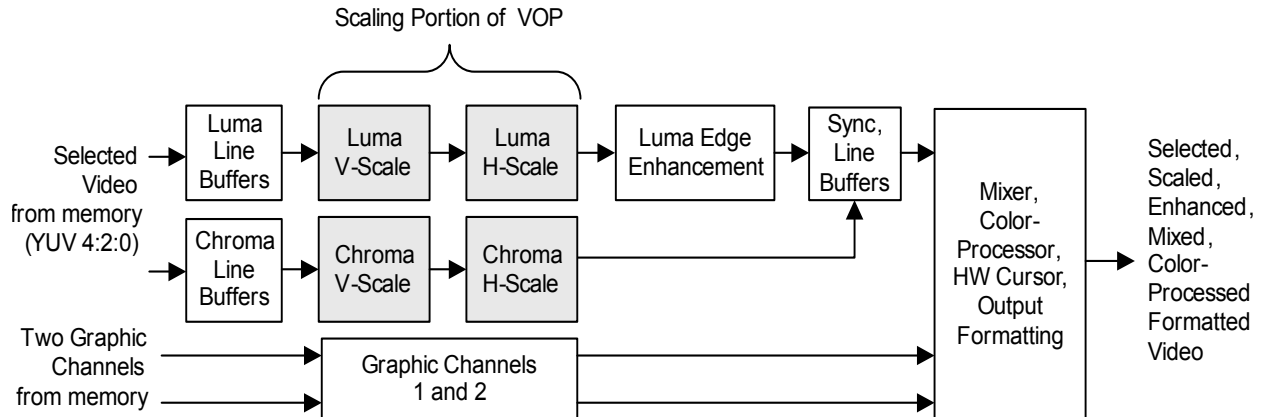 Scaling Portion of VOP
Selected
Video
from memory
(YUV 4:2:0)
Luma
Line
Buffers
Luma
V-Scale
Luma
H-Scale
Luma Edge
Enhancement
Sync,
Line
Buffers
Chroma
Line
Buffers
Chroma
V-Scale
Chroma
H-Scale
Two Graphic
Channels
from memory
Graphic Channels
1 and 2
Mixer,
Color-
Processor,
HW Cursor,
Output
Formatting
Selected,
Scaled,
Enhanced,
Mixed,
Color-
Processed
Formatted
Video